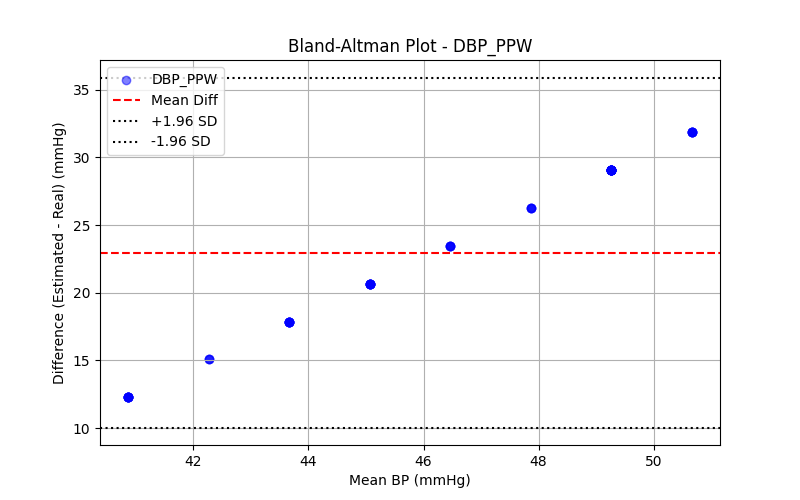 Bland-Altman Plot - DBP_PPW
DBP_PPW
Mean Diff
+1.96 SD
-1.96 SD
Difference (Estimated - Real) (mmHg)
35
30
25
20
15
10
42 44 46 48 50
Mean BP (mmHg)